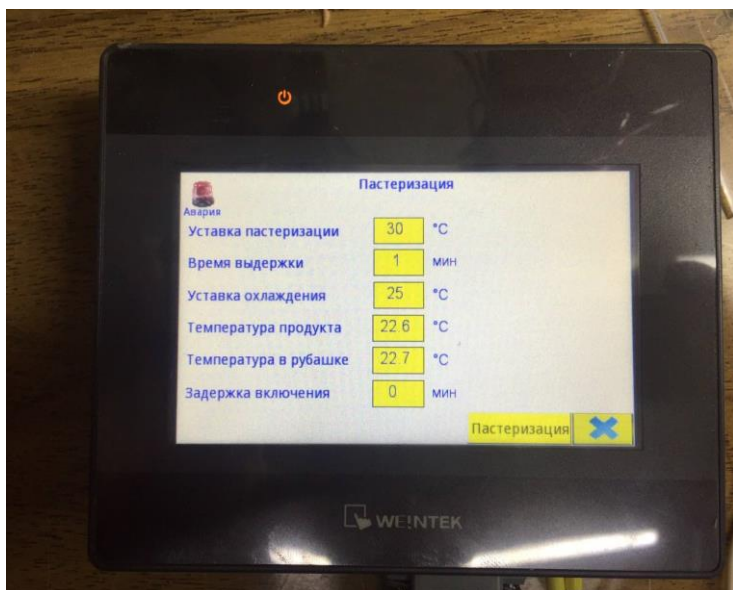 Пастеризация
Авария
Уставка пастеризации 30 °C
Время выдержки 1 мин
Уставка охлаждения 25 °C
Температура продукта 22.6 °C
Температура в рубашке 22.7 °C
Задержка включения 0 мин
Пастеризация
WEINTEK